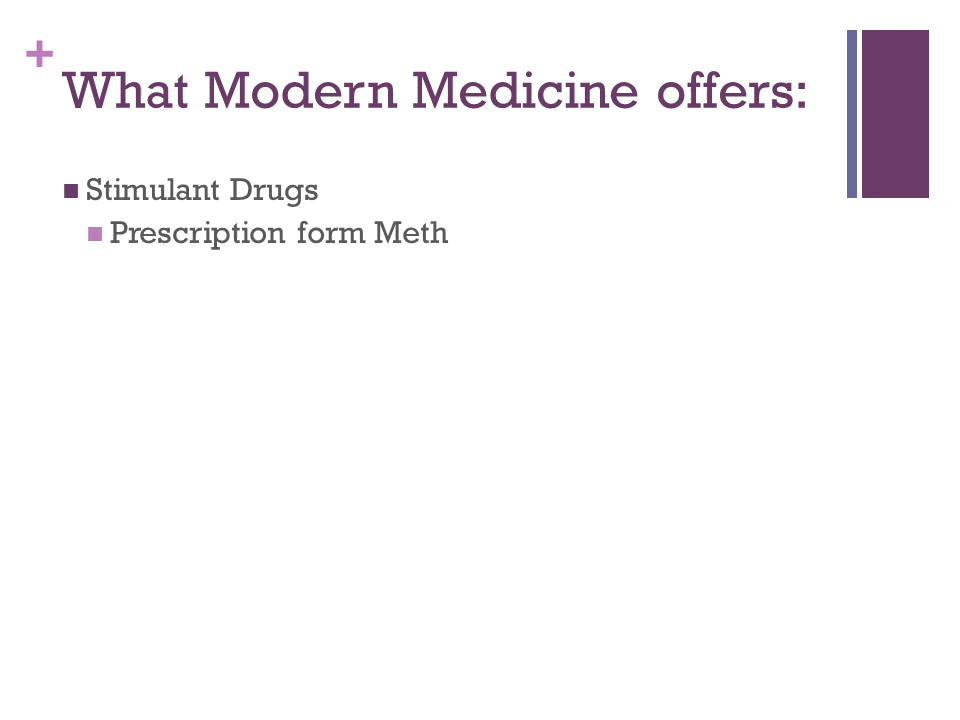 +
What Modern Medicine offers:
Stimulant Drugs
Prescription form Meth